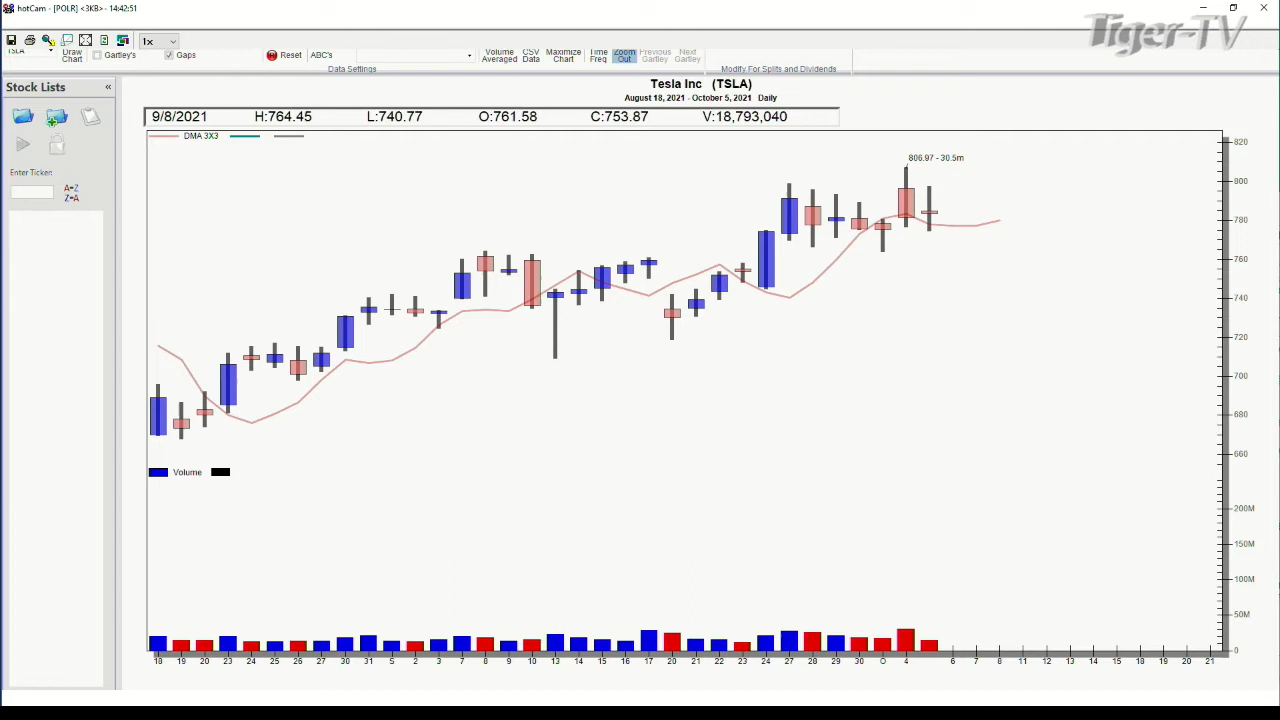 hotCam - [POLR] <3KB> - 14:42:51
Tiger-TV
1x
TSLA
Draw Chart
Gartley's
Gaps
Reset
ABC's
Volume Averaged
CSV Data
Maximize Chart
Time Freq
Zoom Out
Previous Gartley
Next Gartley
Data Settings
Modify For Splits and Dividends
Stock Lists «
Enter Ticker:
A=Z
Z=A
Tesla Inc (TSLA)
August 18, 2021 - October 5, 2021 Daily
9/8/2021 H:764.45 L:740.77 O:761.58 C:753.87 V:18,793,040
DMA 3X3
806.97 - 30.5m
820
800
780
760
740
720
700
680
660
Volume
200M
150M
100M
50M
0
18 19 20 23 24 25 26 27 30 31 5 2 3 7 8 9 10 13 14 15 16 17 20 21 22 23 24 27 28 29 30 0 4 6 7 8 11 12 13 14 15 18 19 20 21